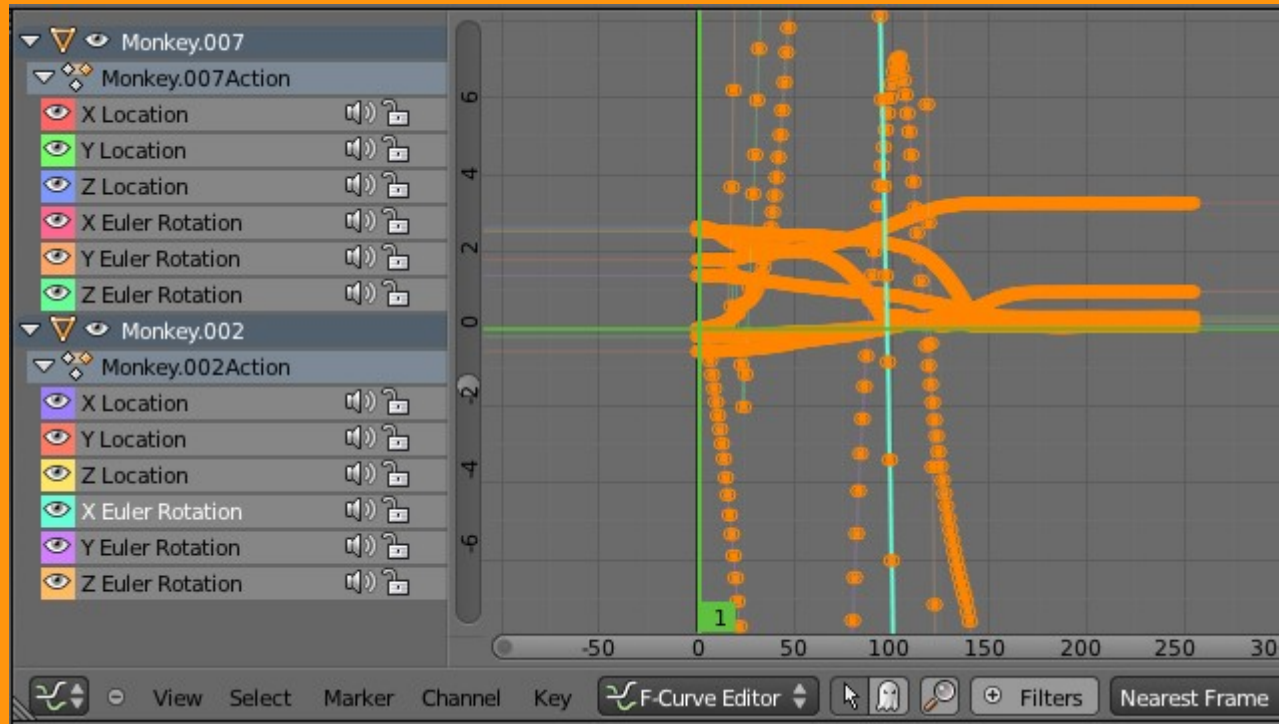 Monkey.007
Monkey.007Action
X Location
Y Location
Z Location
X Euler Rotation
Y Euler Rotation
Z Euler Rotation
Monkey.002
Monkey.002Action
X Location
Y Location
Z Location
X Euler Rotation
Y Euler Rotation
Z Euler Rotation
6
4
2
0
-2
-4
-6
1
-50 0 50 100 150 200 250 30
View Select Marker Channel Key F-Curve Editor Filters Nearest Frame